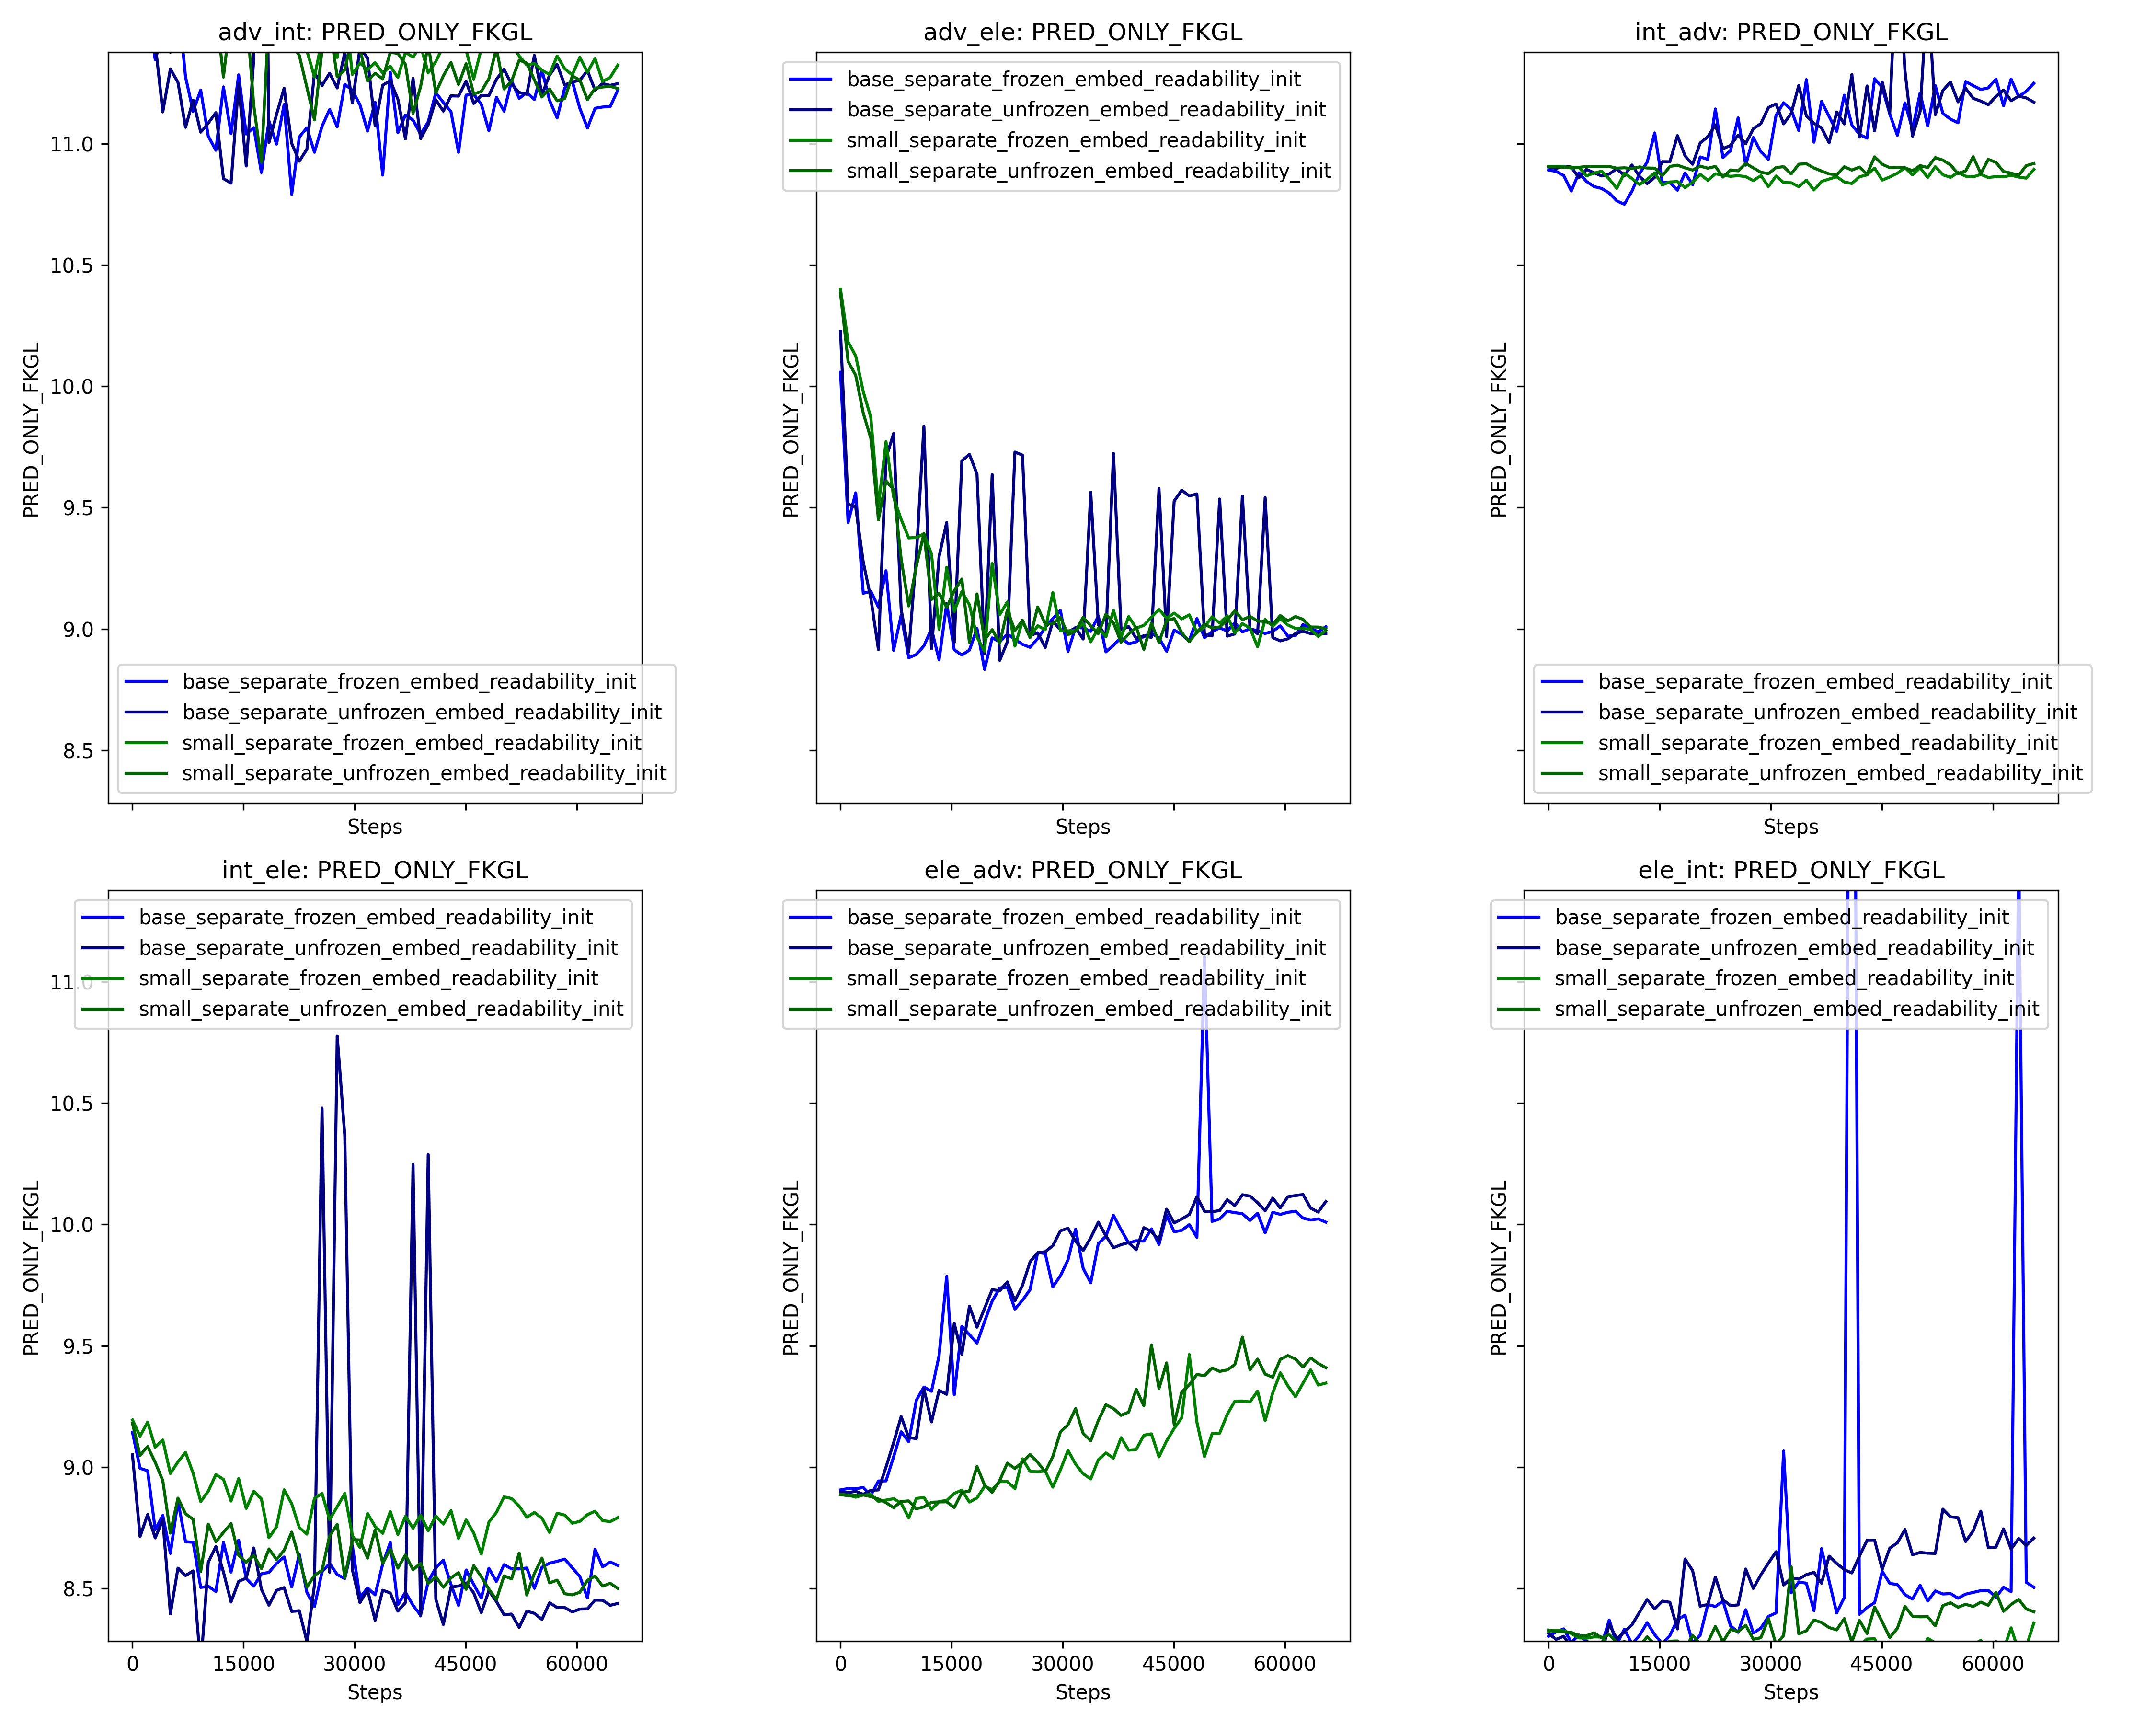 adv_int: PRED_ONLY_FKGL
PRED_ONLY_FKGL
11.0
10.5
10.0
9.5
9.0
8.5
base_separate_frozen_embed_readability_init
base_separate_unfrozen_embed_readability_init
small_separate_frozen_embed_readability_init
small_separate_unfrozen_embed_readability_init
Steps
adv_ele: PRED_ONLY_FKGL
PRED_ONLY_FKGL
base_separate_frozen_embed_readability_init
base_separate_unfrozen_embed_readability_init
small_separate_frozen_embed_readability_init
small_separate_unfrozen_embed_readability_init
Steps
int_adv: PRED_ONLY_FKGL
PRED_ONLY_FKGL
base_separate_frozen_embed_readability_init
base_separate_unfrozen_embed_readability_init
small_separate_frozen_embed_readability_init
small_separate_unfrozen_embed_readability_init
Steps
int_ele: PRED_ONLY_FKGL
PRED_ONLY_FKGL
base_separate_frozen_embed_readability_init
base_separate_unfrozen_embed_readability_init
small_separate_frozen_embed_readability_init
small_separate_unfrozen_embed_readability_init
11.0
10.5
10.0
9.5
9.0
8.5
0 15000 30000 45000 60000
Steps
ele_adv: PRED_ONLY_FKGL
PRED_ONLY_FKGL
base_separate_frozen_embed_readability_init
base_separate_unfrozen_embed_readability_init
small_separate_frozen_embed_readability_init
small_separate_unfrozen_embed_readability_init
0 15000 30000 45000 60000
Steps
ele_int: PRED_ONLY_FKGL
PRED_ONLY_FKGL
base_separate_frozen_embed_readability_init
base_separate_unfrozen_embed_readability_init
small_separate_frozen_embed_readability_init
small_separate_unfrozen_embed_readability_init
0 15000 30000 45000 60000
Steps